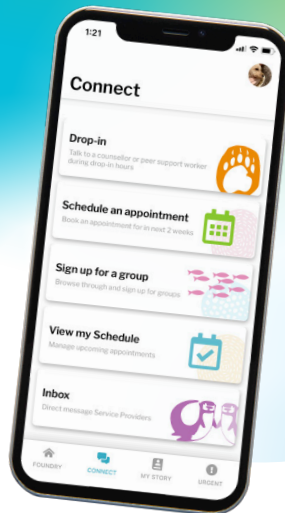 1:21
Connect
Drop-in
Talk to a counsellor or peer support worker
during drop-in hours
Schedule an appointment
Book an appointment for in next 2 weeks
Sign up for a group
Browse through and sign up for groups
View my Schedule
Manage upcoming appointments
Inbox
Direct message Service Providers
FOUNDRY
CONNECT
MY STORY
URGENT